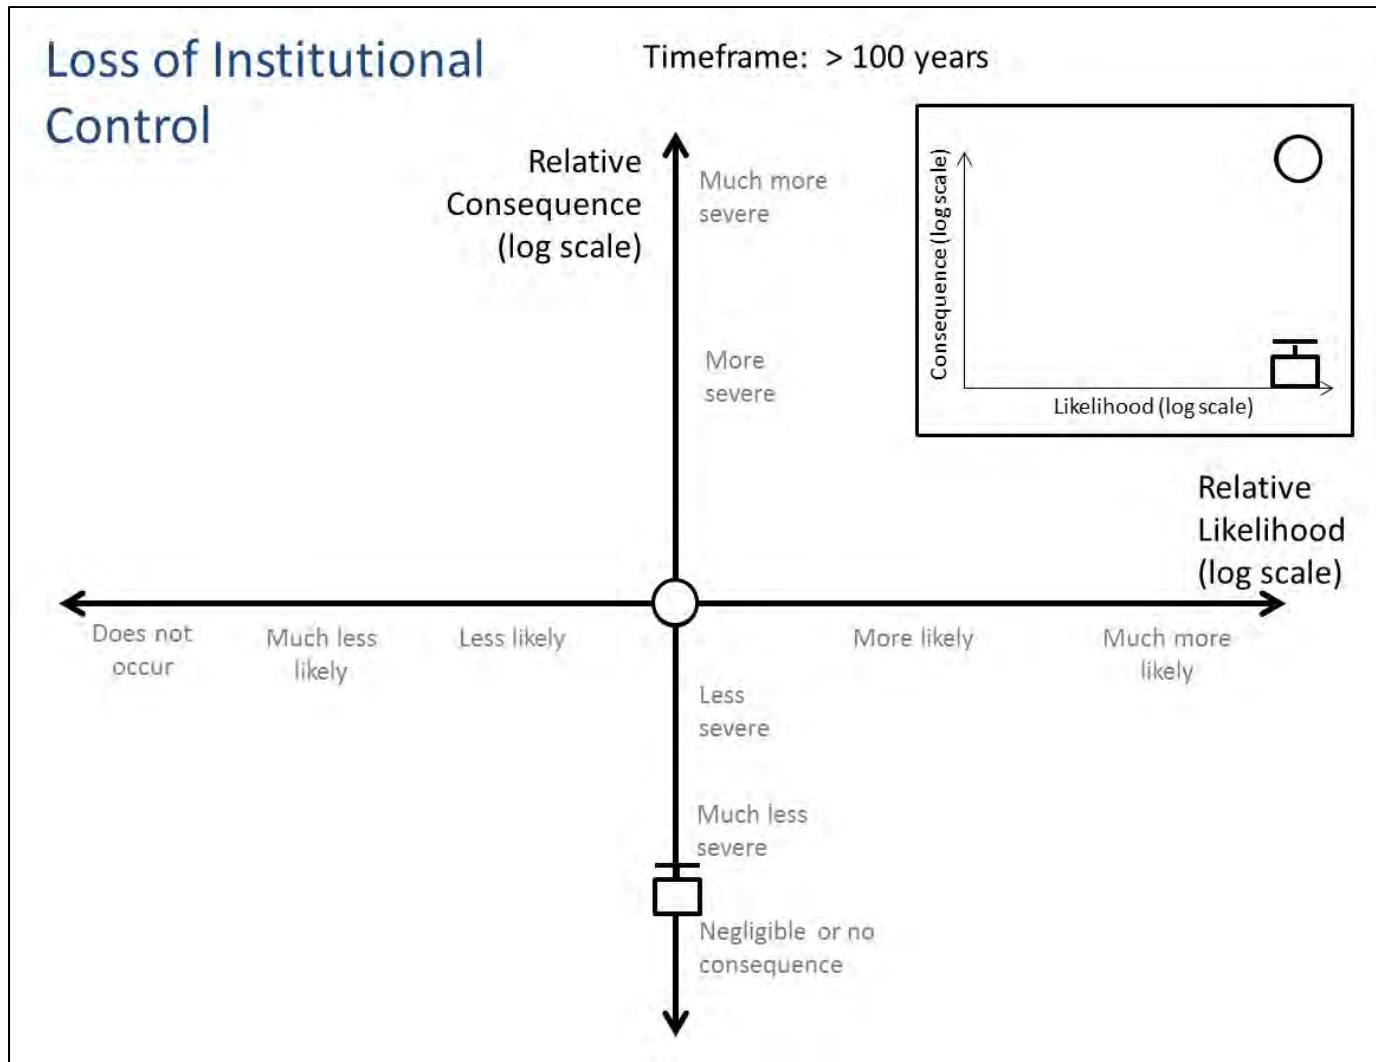 Loss of Institutional
Control
Timeframe:  > 100 years
Relative
Consequence
(log scale)
Much more
severe
More
severe
Consequence (log scale)
Likelihood (log scale)
Relative
Likelihood
(log scale)
Does not
occur
Much less
likely
Less likely
More likely
Much more
likely
Less
severe
Much less
severe
Negligible or no
consequence